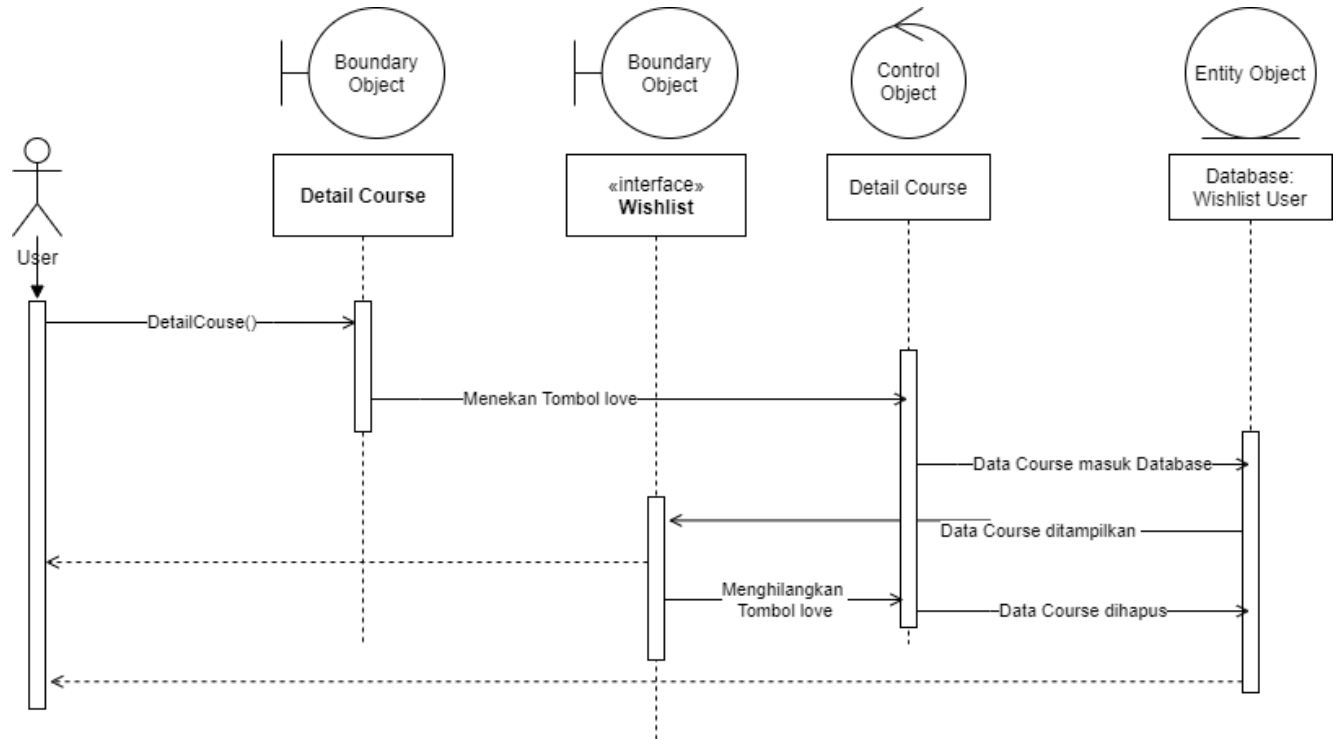 Boundary
Object
Boundary
Object
Control
Object
Entity Object
Detail Course
«interface»
Wishlist
Detail Course
Database:
Wishlist User
User
DetailCouse()
Menekan Tombol love
Data Course masuk Database
Data Course ditampilkan
Menghilangkan
Tombol love
Data Course dihapus